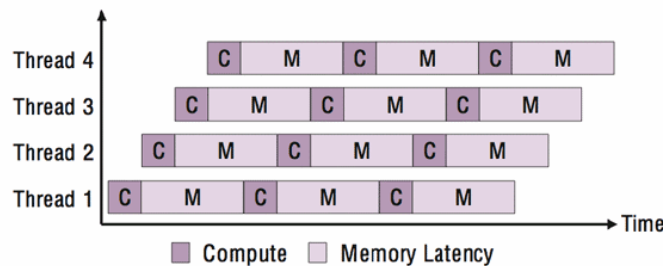 Thread 4 C M C M C M
Thread 3 C M C M C M
Thread 2 C M C M C M
Thread 1 C M C M C M
Time
Compute Memory Latency